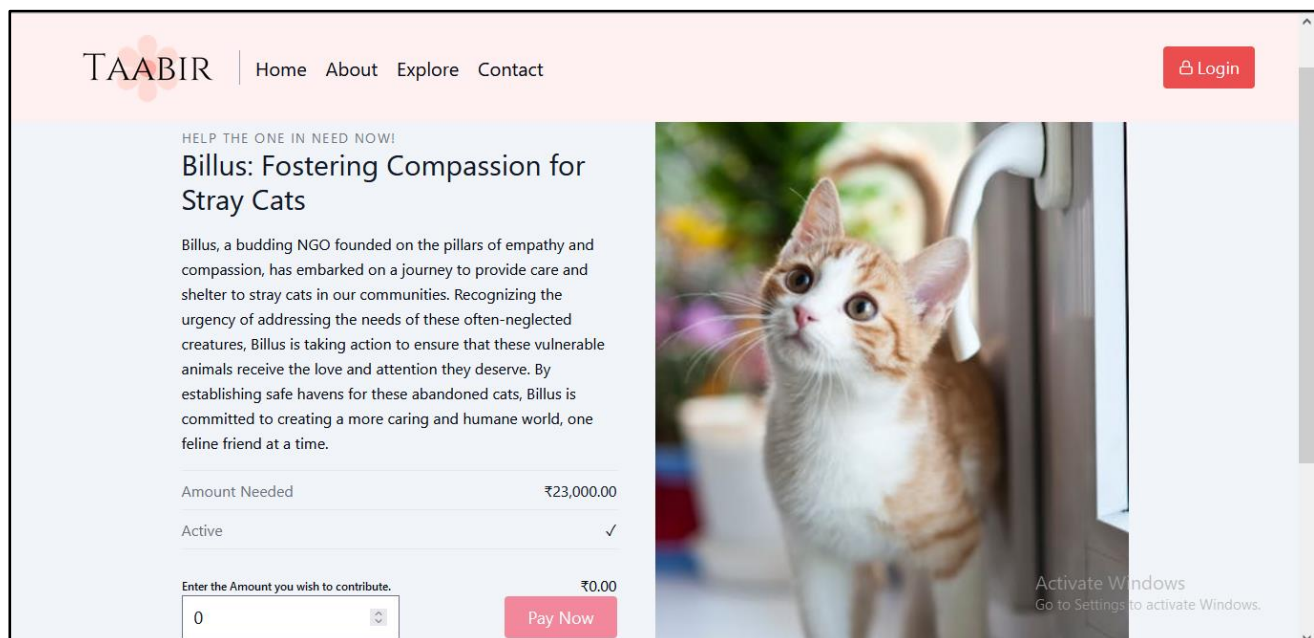 TAABIR
Home About Explore Contact
Login
HELP THE ONE IN NEED NOW!
Billus: Fostering Compassion for
Stray Cats
Billus, a budding NGO founded on the pillars of empathy and
compassion, has embarked on a journey to provide care and
shelter to stray cats in our communities. Recognizing the
urgency of addressing the needs of these often-neglected
creatures, Billus is taking action to ensure that these vulnerable
animals receive the love and attention they deserve. By
establishing safe havens for these abandoned cats, Billus is
committed to creating a more caring and humane world, one
feline friend at a time.
Amount Needed ₹23,000.00
Active ✓
Enter the Amount you wish to contribute. ₹0.00
0 Pay Now
Activate Windows
Go to Settings to activate Windows.